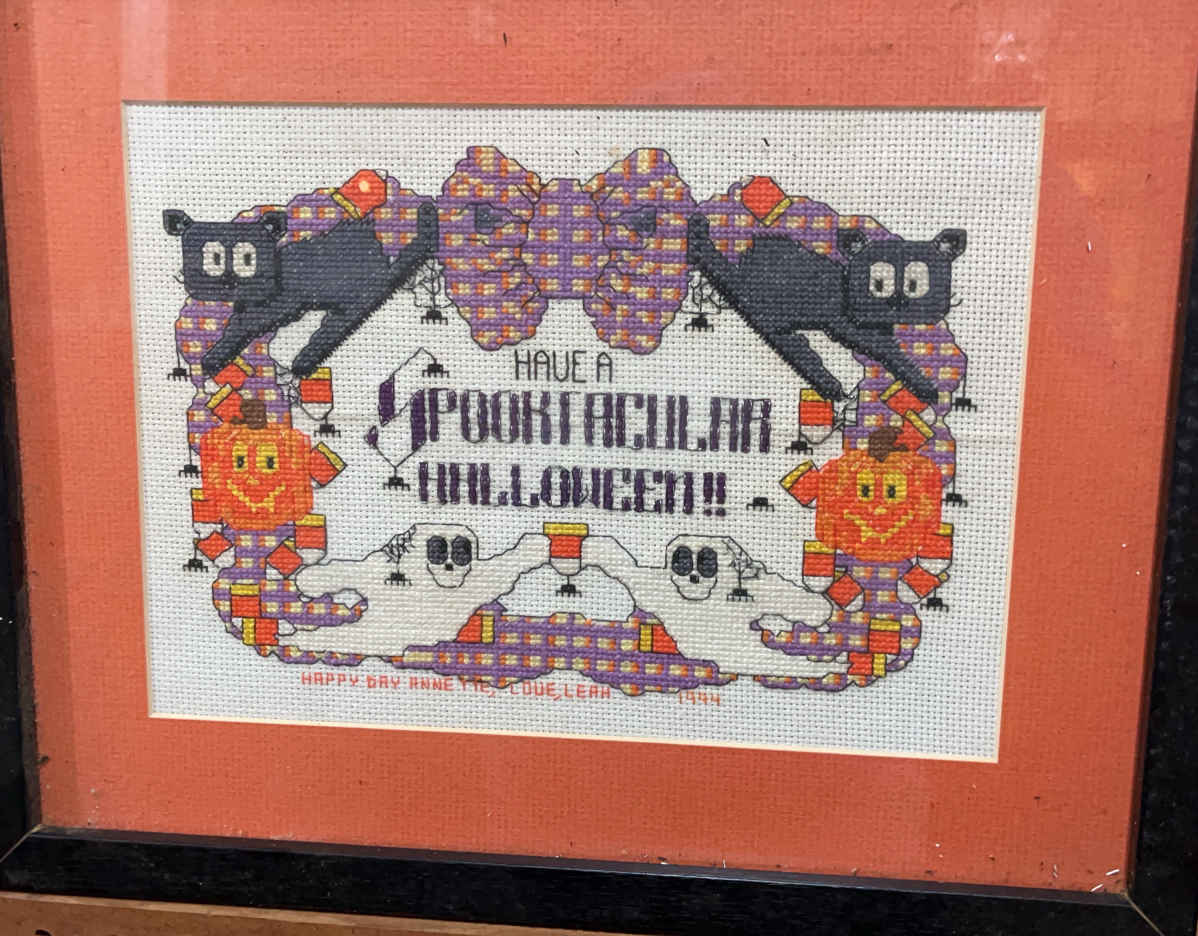 HAVE A
SPOOKTACULAR
HALLOWEEN!!
HAPPY DAY ANNETTE, LOVE, LEAH 1994